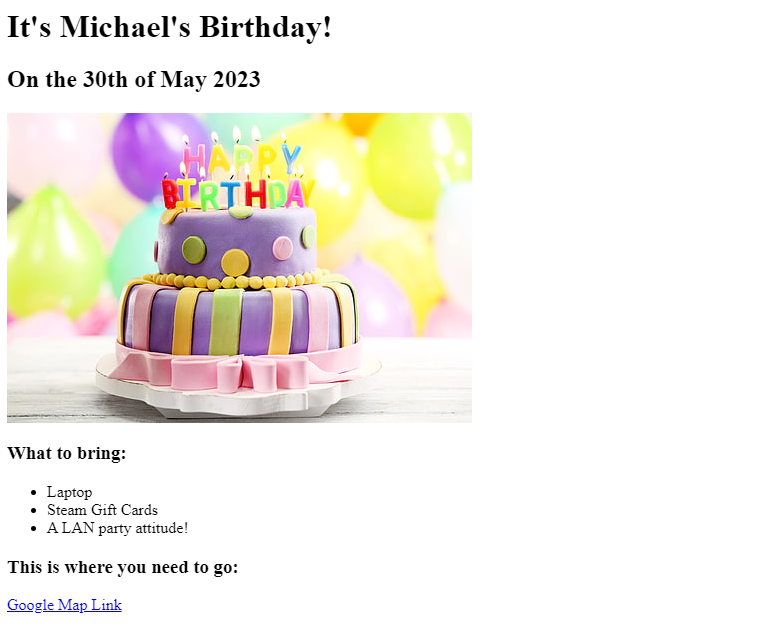 It's Michael's Birthday!
On the 30th of May 2023
HAPPY
BIRTHDAY
What to bring:
Laptop
Steam Gift Cards
A LAN party attitude!
This is where you need to go:
Google Map Link